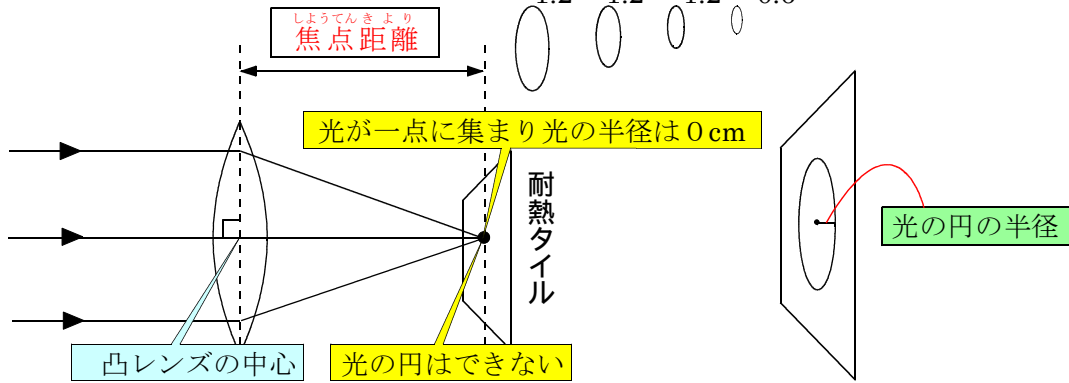 しようてんきより
焦点距離
光が一点に集まり光の半径は0cm
耐熱タイル
光の円の半径
凸レンズの中心
光の円はできない